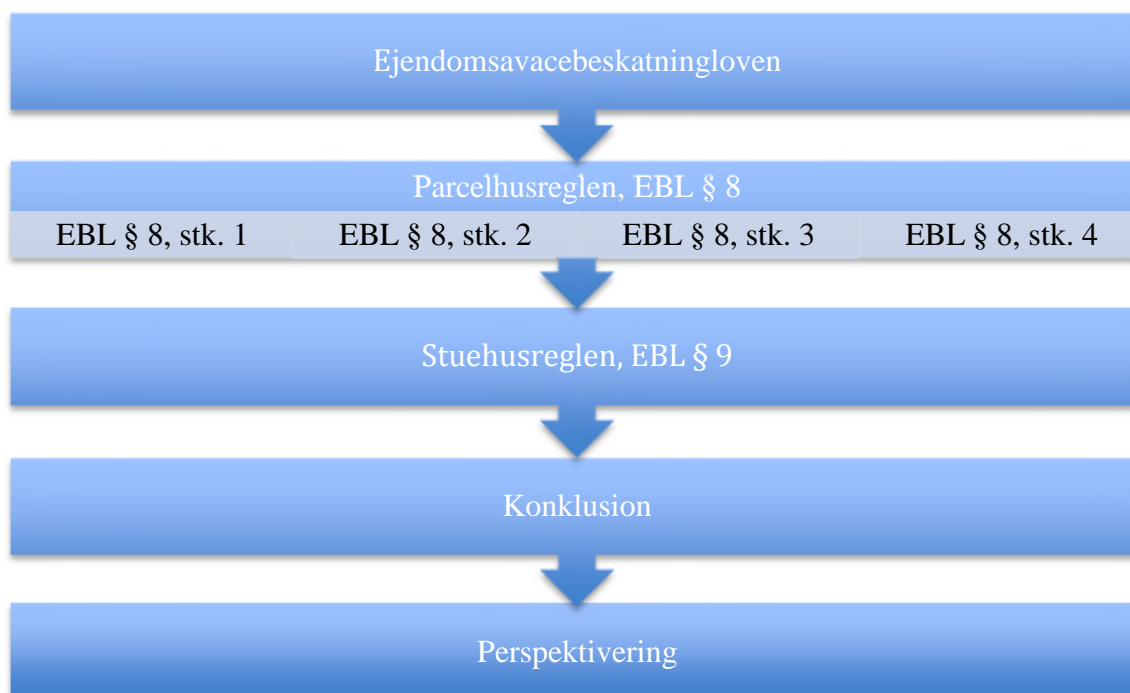 Ejendomsavacebeskatningloven
Parcelhusreglen, EBL § 8
EBL § 8, stk. 1 EBL § 8, stk. 2 EBL § 8, stk. 3 EBL § 8, stk. 4
Stuehusreglen, EBL § 9
Konklusion
Perspektivering